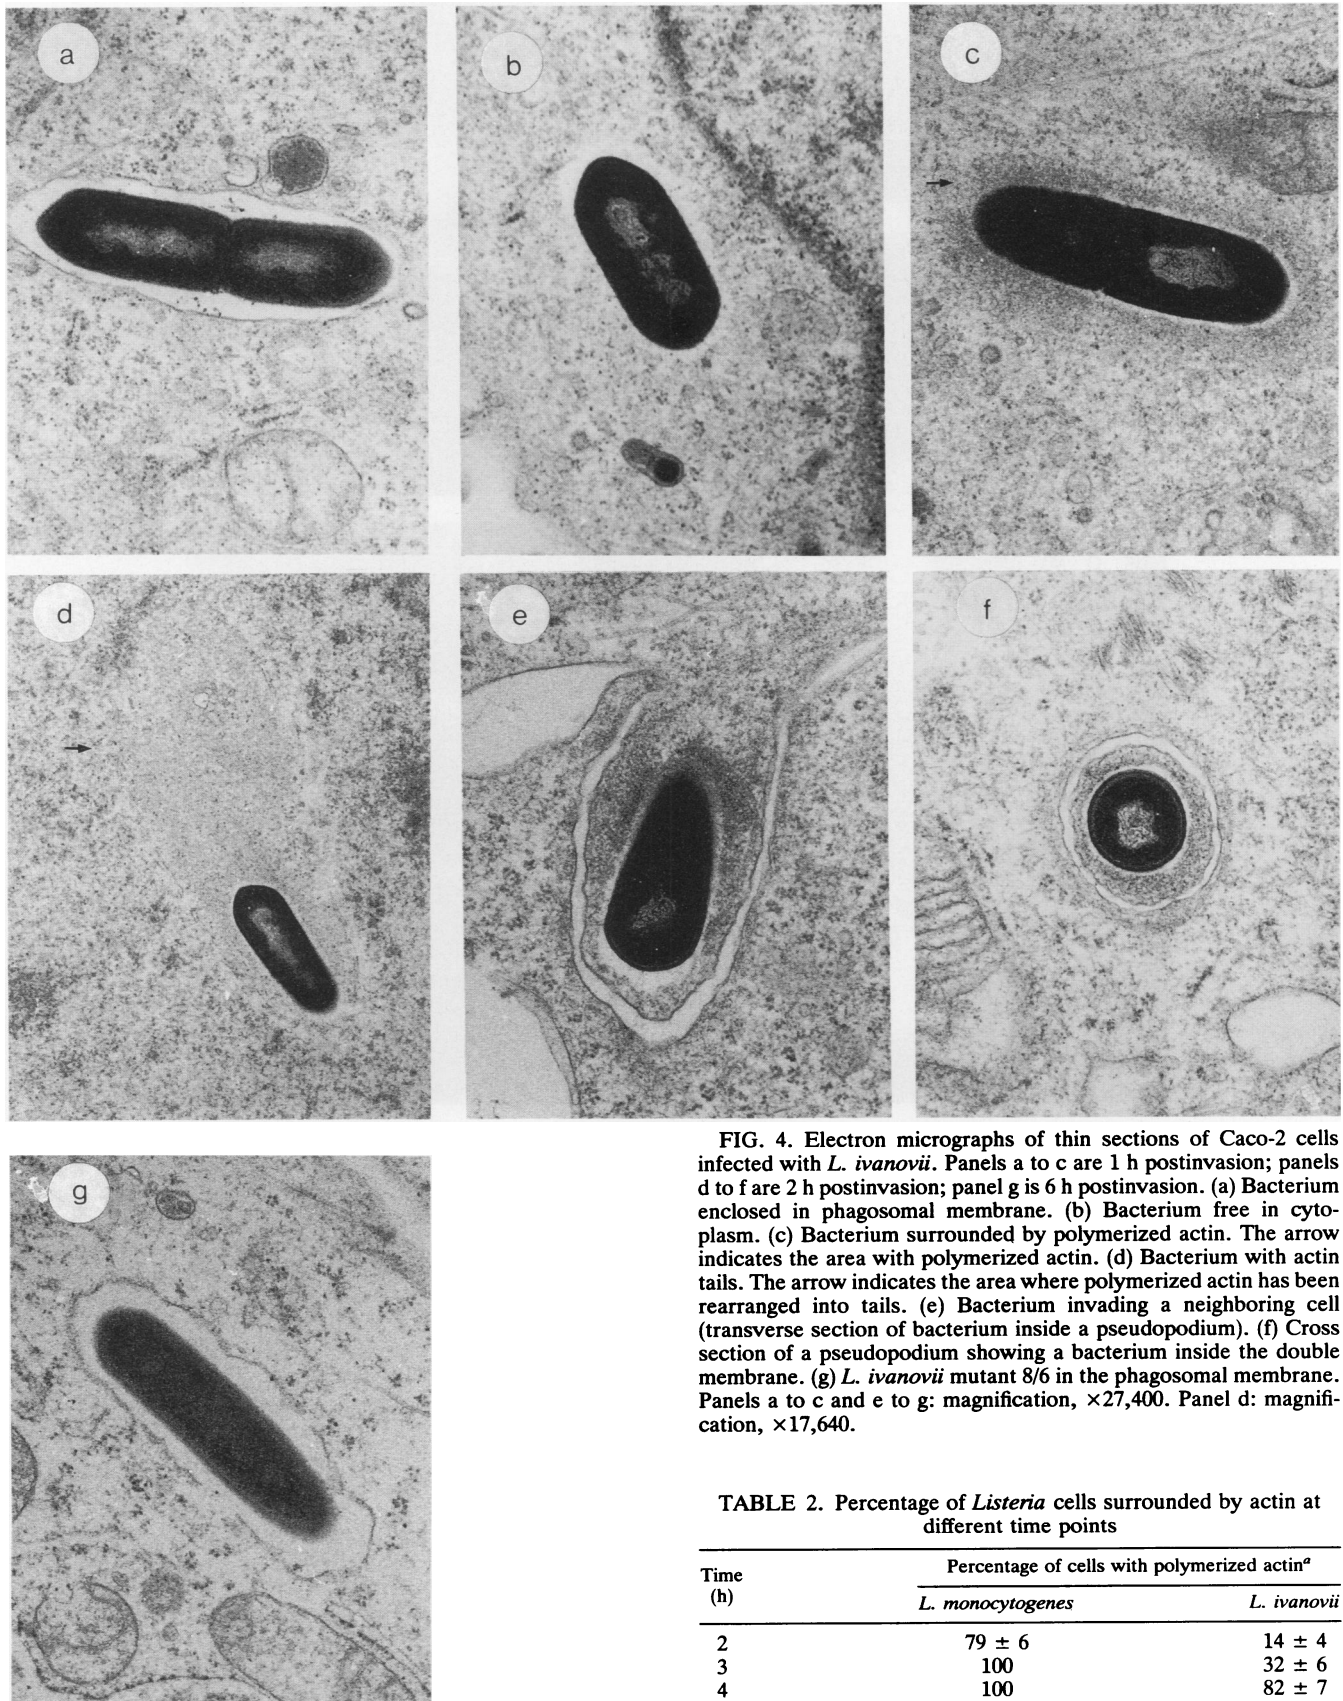 a
b
c
d
e
f
g
FIG. 4. Electron micrographs of thin sections of Caco-2 cells
infected with L. ivanovii. Panels a to c are 1 h postinvasion; panels
d to f are 2 h postinvasion; panel g is 6 h postinvasion. (a) Bacterium
enclosed in phagosomal membrane. (b) Bacterium free in cyto-
plasm. (c) Bacterium surrounded by polymerized actin. The arrow
indicates the area with polymerized actin. (d) Bacterium with actin
tails. The arrow indicates the area where polymerized actin has been
rearranged into tails. (e) Bacterium invading a neighboring cell
(transverse section of bacterium inside a pseudopodium). (f) Cross
section of a pseudopodium showing a bacterium inside the double
membrane. (g) L. ivanovii mutant 8/6 in the phagosomal membrane.
Panels a to c and e to g: magnification, ×27,400. Panel d: magnifi-
cation, ×17,640.
TABLE 2. Percentage of Listeria cells surrounded by actin at
different time points
Time
(h)
Percentage of cells with polymerized actinᵃ
L. monocytogenes L. ivanovii
2 79 ± 6 14 ± 4
3 100 32 ± 6
4 100 82 ± 7